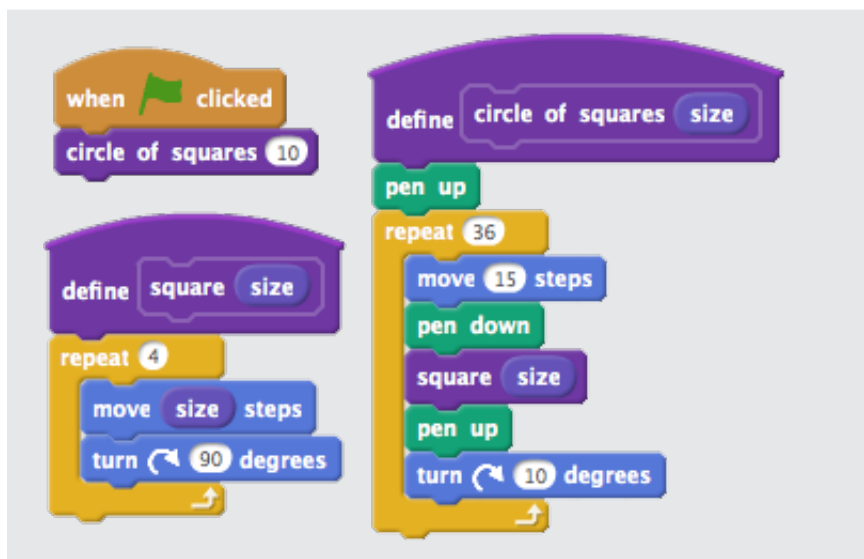 when clicked
circle of squares 10
define square size
repeat 4
move size steps
turn 90 degrees
define circle of squares size
pen up
repeat 36
move 15 steps
pen down
square size
pen up
turn 10 degrees